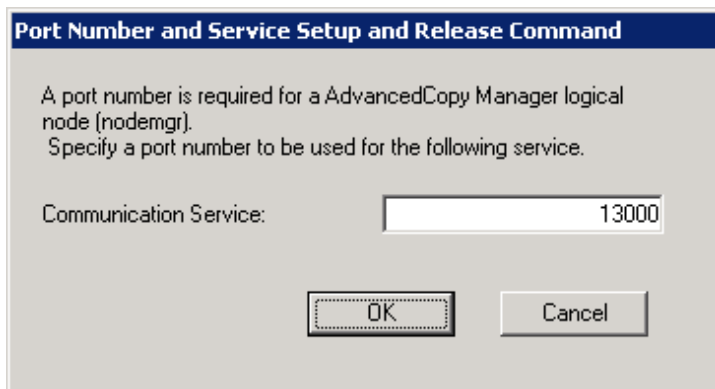 Port Number and Service Setup and Release Command
A port number is required for a AdvancedCopy Manager logical
node (nodemgr).
Specify a port number to be used for the following service.
Communication Service:
13000
OK
Cancel